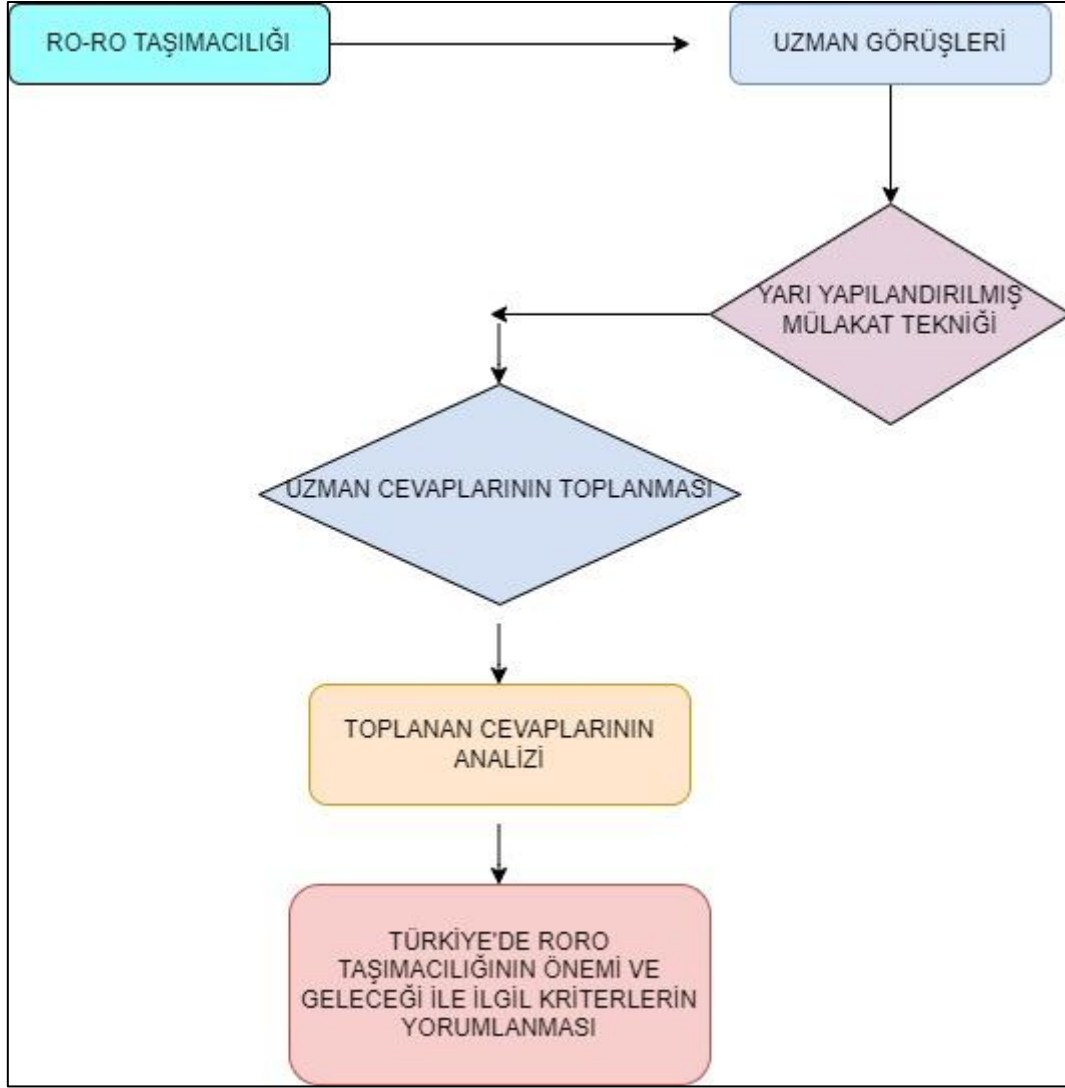 RO-RO TAŞIMACILIĞI
UZMAN GÖRÜŞLERİ
YARI YAPILANDIRILMIŞ
MÜLAKAT TEKNİĞİ
UZMAN CEVAPLARININ TOPLANMASI
TOPLANAN CEVAPLARININ
ANALİZİ
TÜRKİYE'DE RORO
TAŞIMACILIĞININ ÖNEMİ VE
GELECEĞİ İLE İLGİL KRİTERLERİN
YORUMLANMASI